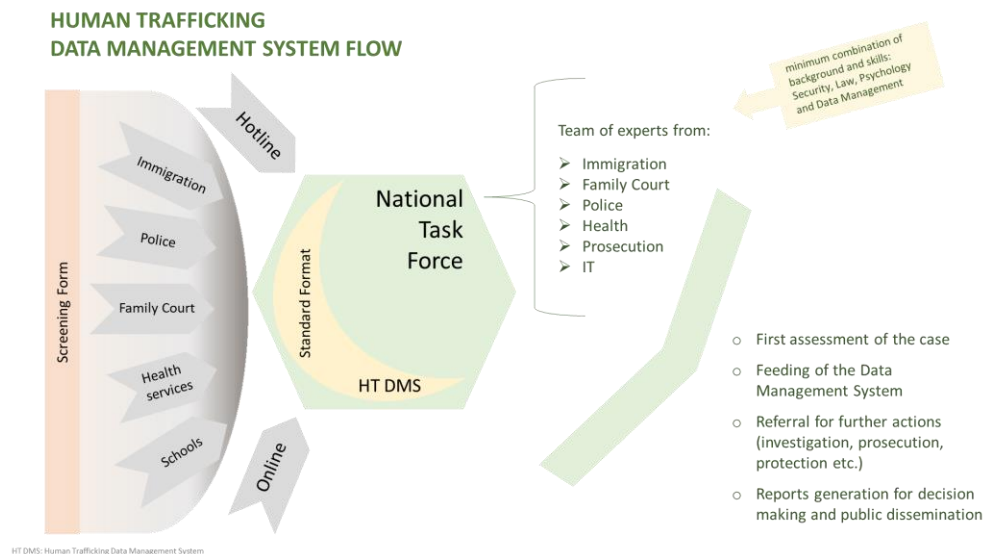 HUMAN TRAFFICKING
DATA MANAGEMENT SYSTEM FLOW
minimum combination of
background and skills:
Security, Law, Psychology
and Data Management
Hotline
Immigration
Police
Family Court
Health
services
Schools
Online
Screening Form
National
Task
Force
Standard Format
HT DMS
Team of experts from:
Immigration
Family Court
Police
Health
Prosecution
IT
First assessment of the case
Feeding of the Data
Management System
Referral for further actions
(investigation, prosecution,
protection etc.)
Reports generation for decision
making and public dissemination
HT DMS: Human Trafficking Data Management System